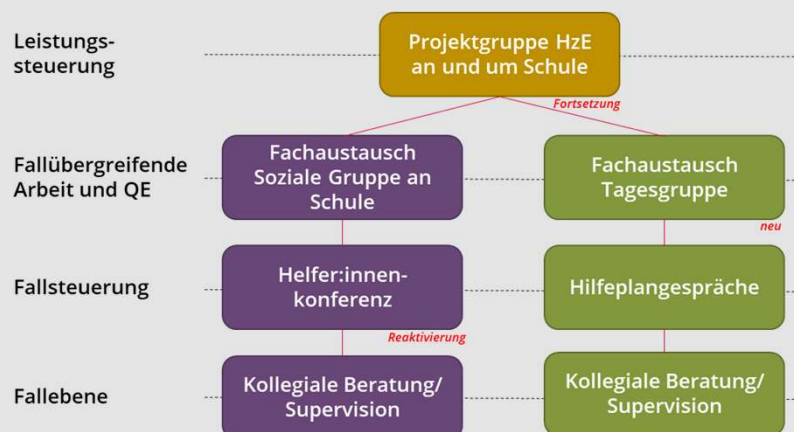 Leistungs-
steuerung
Projektgruppe HzE
an und um Schule
Fortsetzung
Fallübergreifende
Arbeit und QE
Fachaustausch
Soziale Gruppe an
Schule
Fachaustausch
Tagesgruppe
neu
Fallsteuerung
Helfer:innen-
konferenz
Hilfeplangespräche
Reaktivierung
Fallebene
Kollegiale Beratung/
Supervision
Kollegiale Beratung/
Supervision